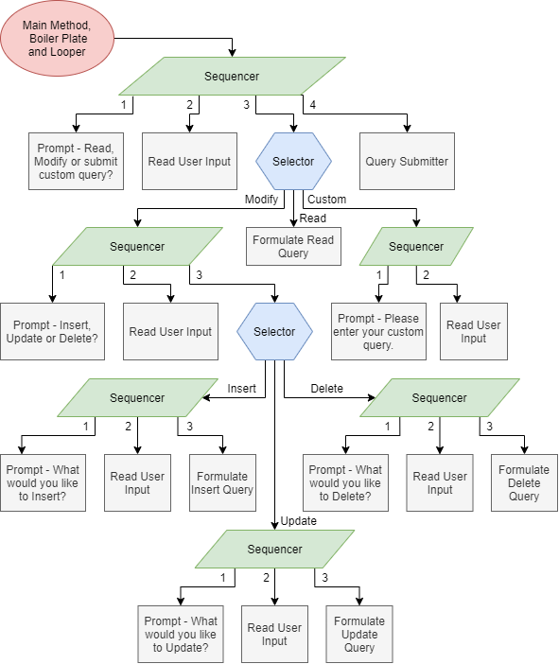 Main Method,
Boiler Plate
and Looper
Sequencer
1
2
3
4
Prompt - Read,
Modify or submit
custom query?
Read User Input
Selector
Query Submitter
Modify
Custom
Read
Sequencer
Formulate Read
Query
Sequencer
1
2
3
1
2
Prompt - Insert,
Update or Delete?
Read User Input
Selector
Prompt - Please
enter your custom
query.
Read User
Input
Insert
Delete
Sequencer
Sequencer
1
2
3
1
2
3
Prompt - What
would you like
to Insert?
Read User
Input
Formulate
Insert Query
Prompt - What
would you like
to Delete?
Read User
Input
Formulate
Delete
Query
Update
Sequencer
1
2
3
Prompt - What
would you like
to Update?
Read User
Input
Formulate
Update
Query